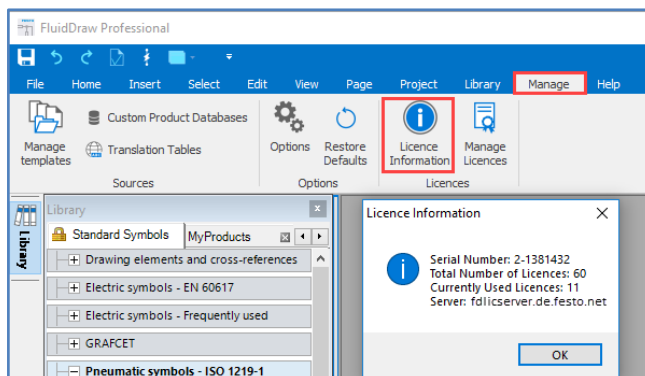 FluidDraw Professional
File Home Insert Select Edit View Page Project Library Manage Help
Manage templates
Custom Product Databases
Translation Tables
Sources
Options
Restore Defaults
Options
Licence Information
Manage Licences
Licences
Library
Library
Standard Symbols
MyProducts
Drawing elements and cross-references
Electric symbols - EN 60617
Electric symbols - Frequently used
GRAFCET
Pneumatic symbols - ISO 1219-1
Licence Information
Serial Number: 2-1381432
Total Number of Licences: 60
Currently Used Licences: 11
Server: fdlicserver.de.festo.net
OK